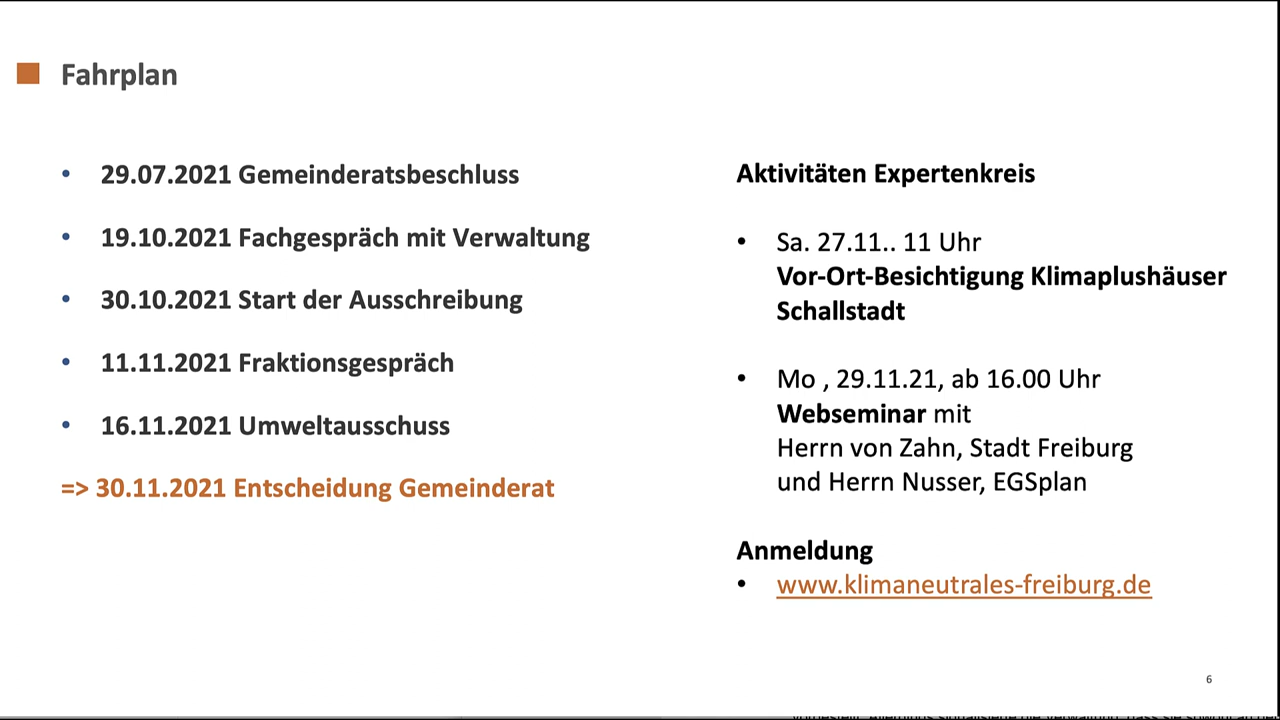 Fahrplan
• 29.07.2021 Gemeinderatsbeschluss
• 19.10.2021 Fachgespräch mit Verwaltung
• 30.10.2021 Start der Ausschreibung
• 11.11.2021 Fraktionsgespräch
• 16.11.2021 Umweltausschuss
=> 30.11.2021 Entscheidung Gemeinderat
Aktivitäten Expertenkreis
• Sa. 27.11.. 11 Uhr
Vor-Ort-Besichtigung Klimaplushäuser
Schallstadt
• Mo , 29.11.21, ab 16.00 Uhr
Webseminar mit
Herrn von Zahn, Stadt Freiburg
und Herrn Nusser, EGSplan
Anmeldung
• www.klimaneutrales-freiburg.de
6